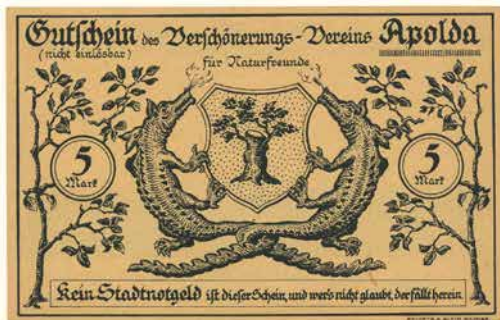 Gutschein des Verschönerungs-Vereins Apolda
(nicht einlösbar)
für Naturfreunde
5
Mark
5
Mark
Kein Stadtnotgeld ist dieser Schein, und wer's nicht glaubt, der fällt herein